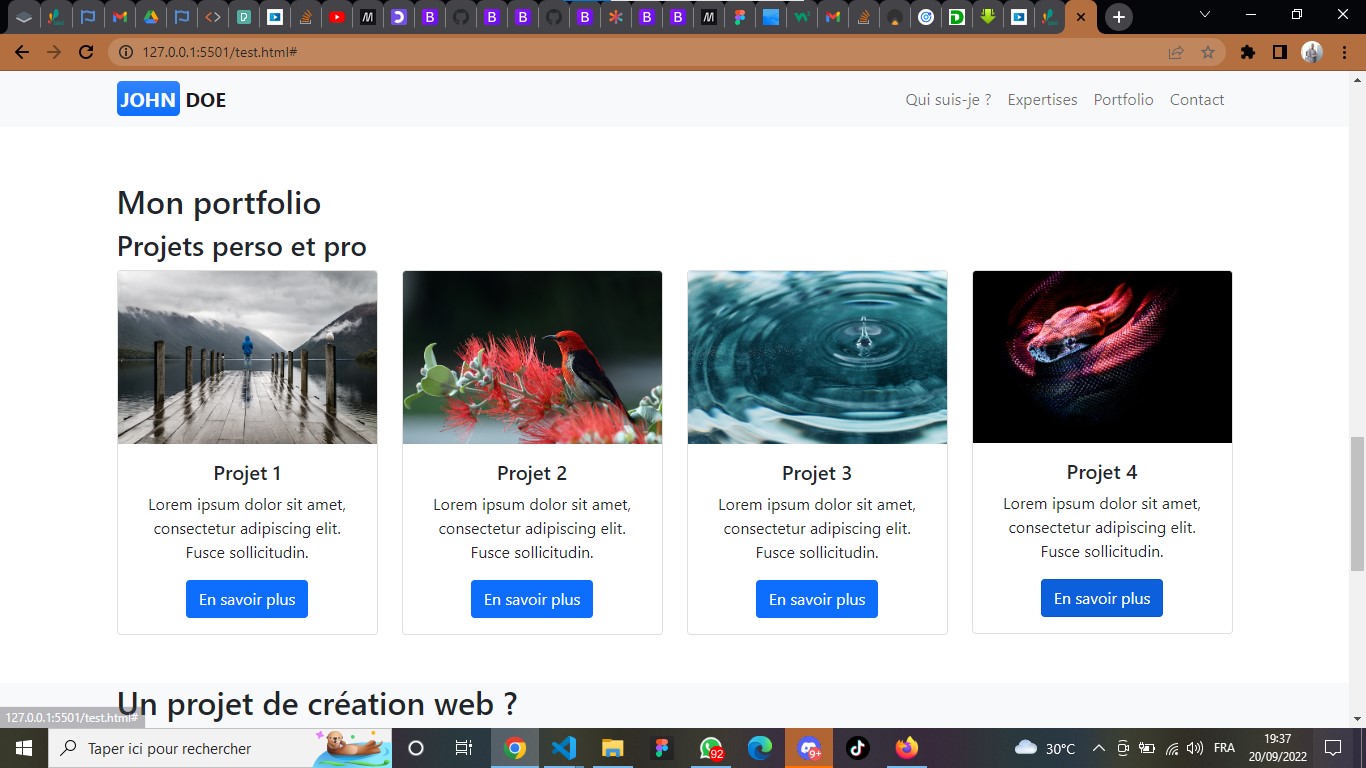 127.0.0.1:5501/test.html#
JOHN DOE
Qui suis-je ? Expertises Portfolio Contact
Mon portfolio
Projets perso et pro
Projet 1
Lorem ipsum dolor sit amet,
consectetur adipiscing elit.
Fusce sollicitudin.
En savoir plus
Projet 2
Lorem ipsum dolor sit amet,
consectetur adipiscing elit.
Fusce sollicitudin.
En savoir plus
Projet 3
Lorem ipsum dolor sit amet,
consectetur adipiscing elit.
Fusce sollicitudin.
En savoir plus
Projet 4
Lorem ipsum dolor sit amet,
consectetur adipiscing elit.
Fusce sollicitudin.
En savoir plus
Un projet de création web ?
127.0.0.1:5501/test.html#
Taper ici pour rechercher
92
9+
30°C
FRA
19:37
20/09/2022